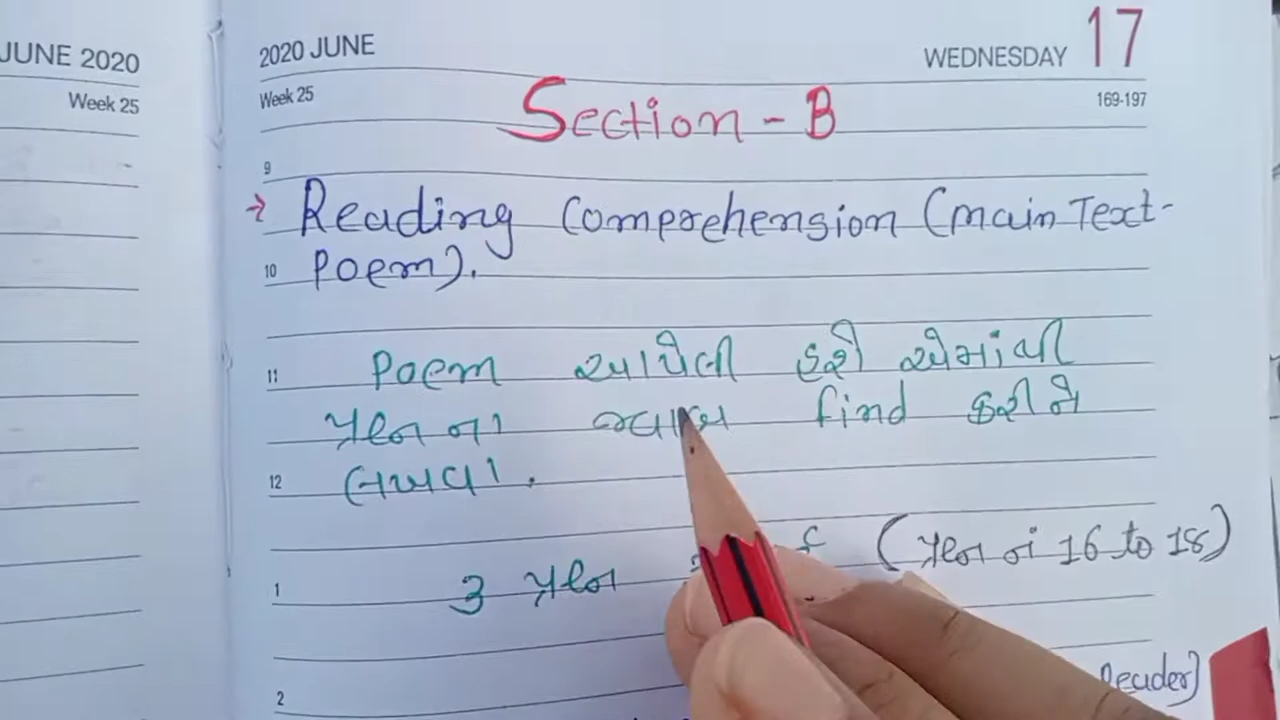 JUNE 2020
Week 25
2020 JUNE
WEDNESDAY 17
Week 25
169-197
Section - B
9
→ Reading Comprehension (Main Text-
10 Poem).
11 Poem આપેલી હશે એમાંથી
પ્રશ્ન ના જવાબ find કરીને
12 લખવા.
1 3 પ્રશ્ન (પ્રશ્ન નં 16 to 18)
2
Reader)